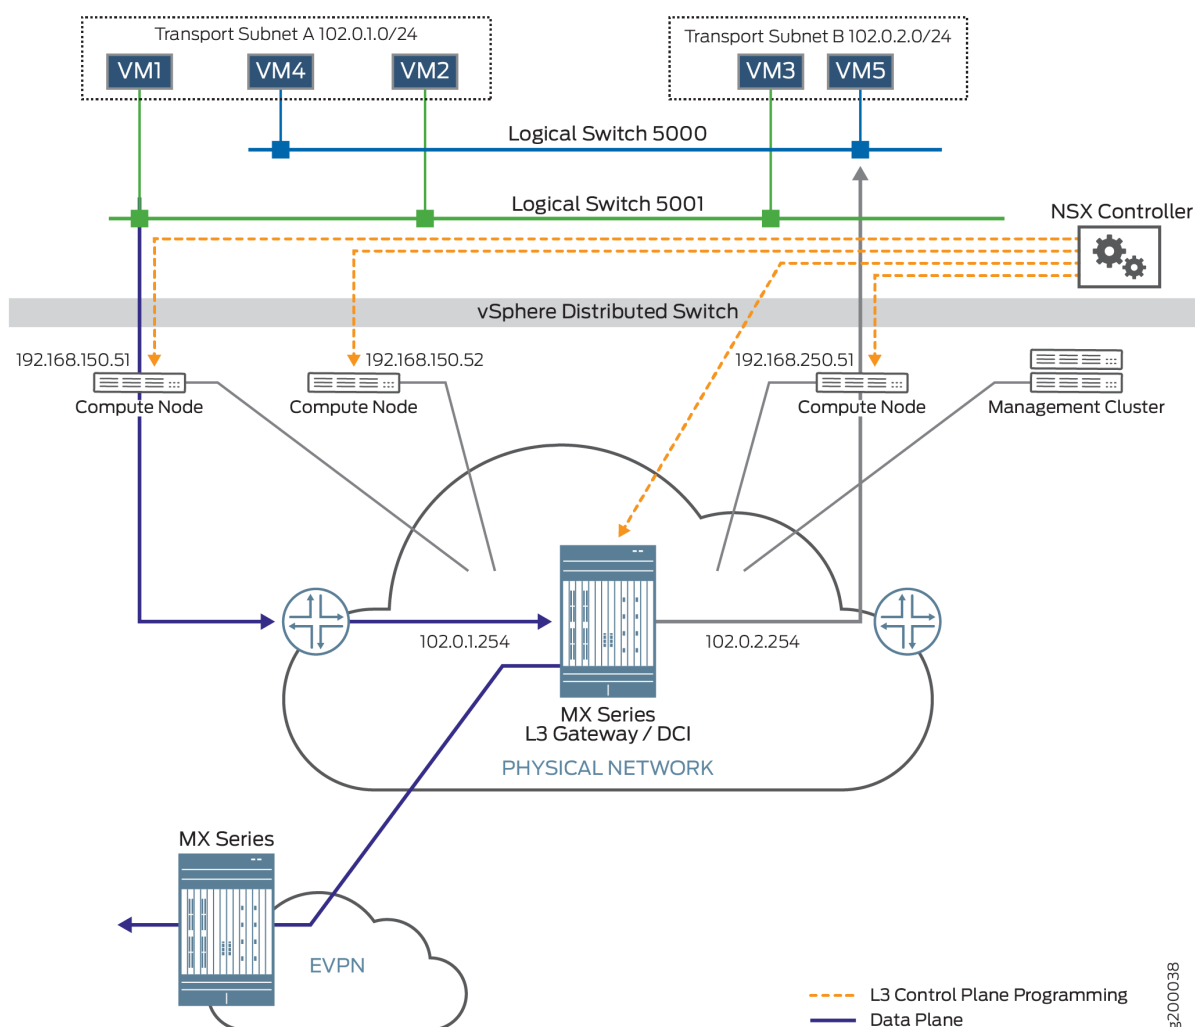 Transport Subnet A 102.0.1.0/24
Transport Subnet B 102.0.2.0/24
VM1
VM4
VM2
VM3
VM5
Logical Switch 5000
Logical Switch 5001
NSX Controller
vSphere Distributed Switch
192.168.150.51
192.168.150.52
192.168.250.51
Compute Node
Compute Node
Compute Node
Management Cluster
102.0.1.254
102.0.2.254
MX Series
L3 Gateway / DCI
PHYSICAL NETWORK
MX Series
EVPN
L3 Control Plane Programming
Data Plane
g200038